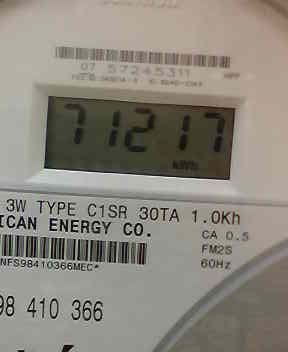 07 57245311
71217
kWh
3W TYPE C1SR 30TA 1.0Kh
ICAN ENERGY CO.
CA 0.5
FM2S
NFS98410366MEC*
60Hz
98 410 366